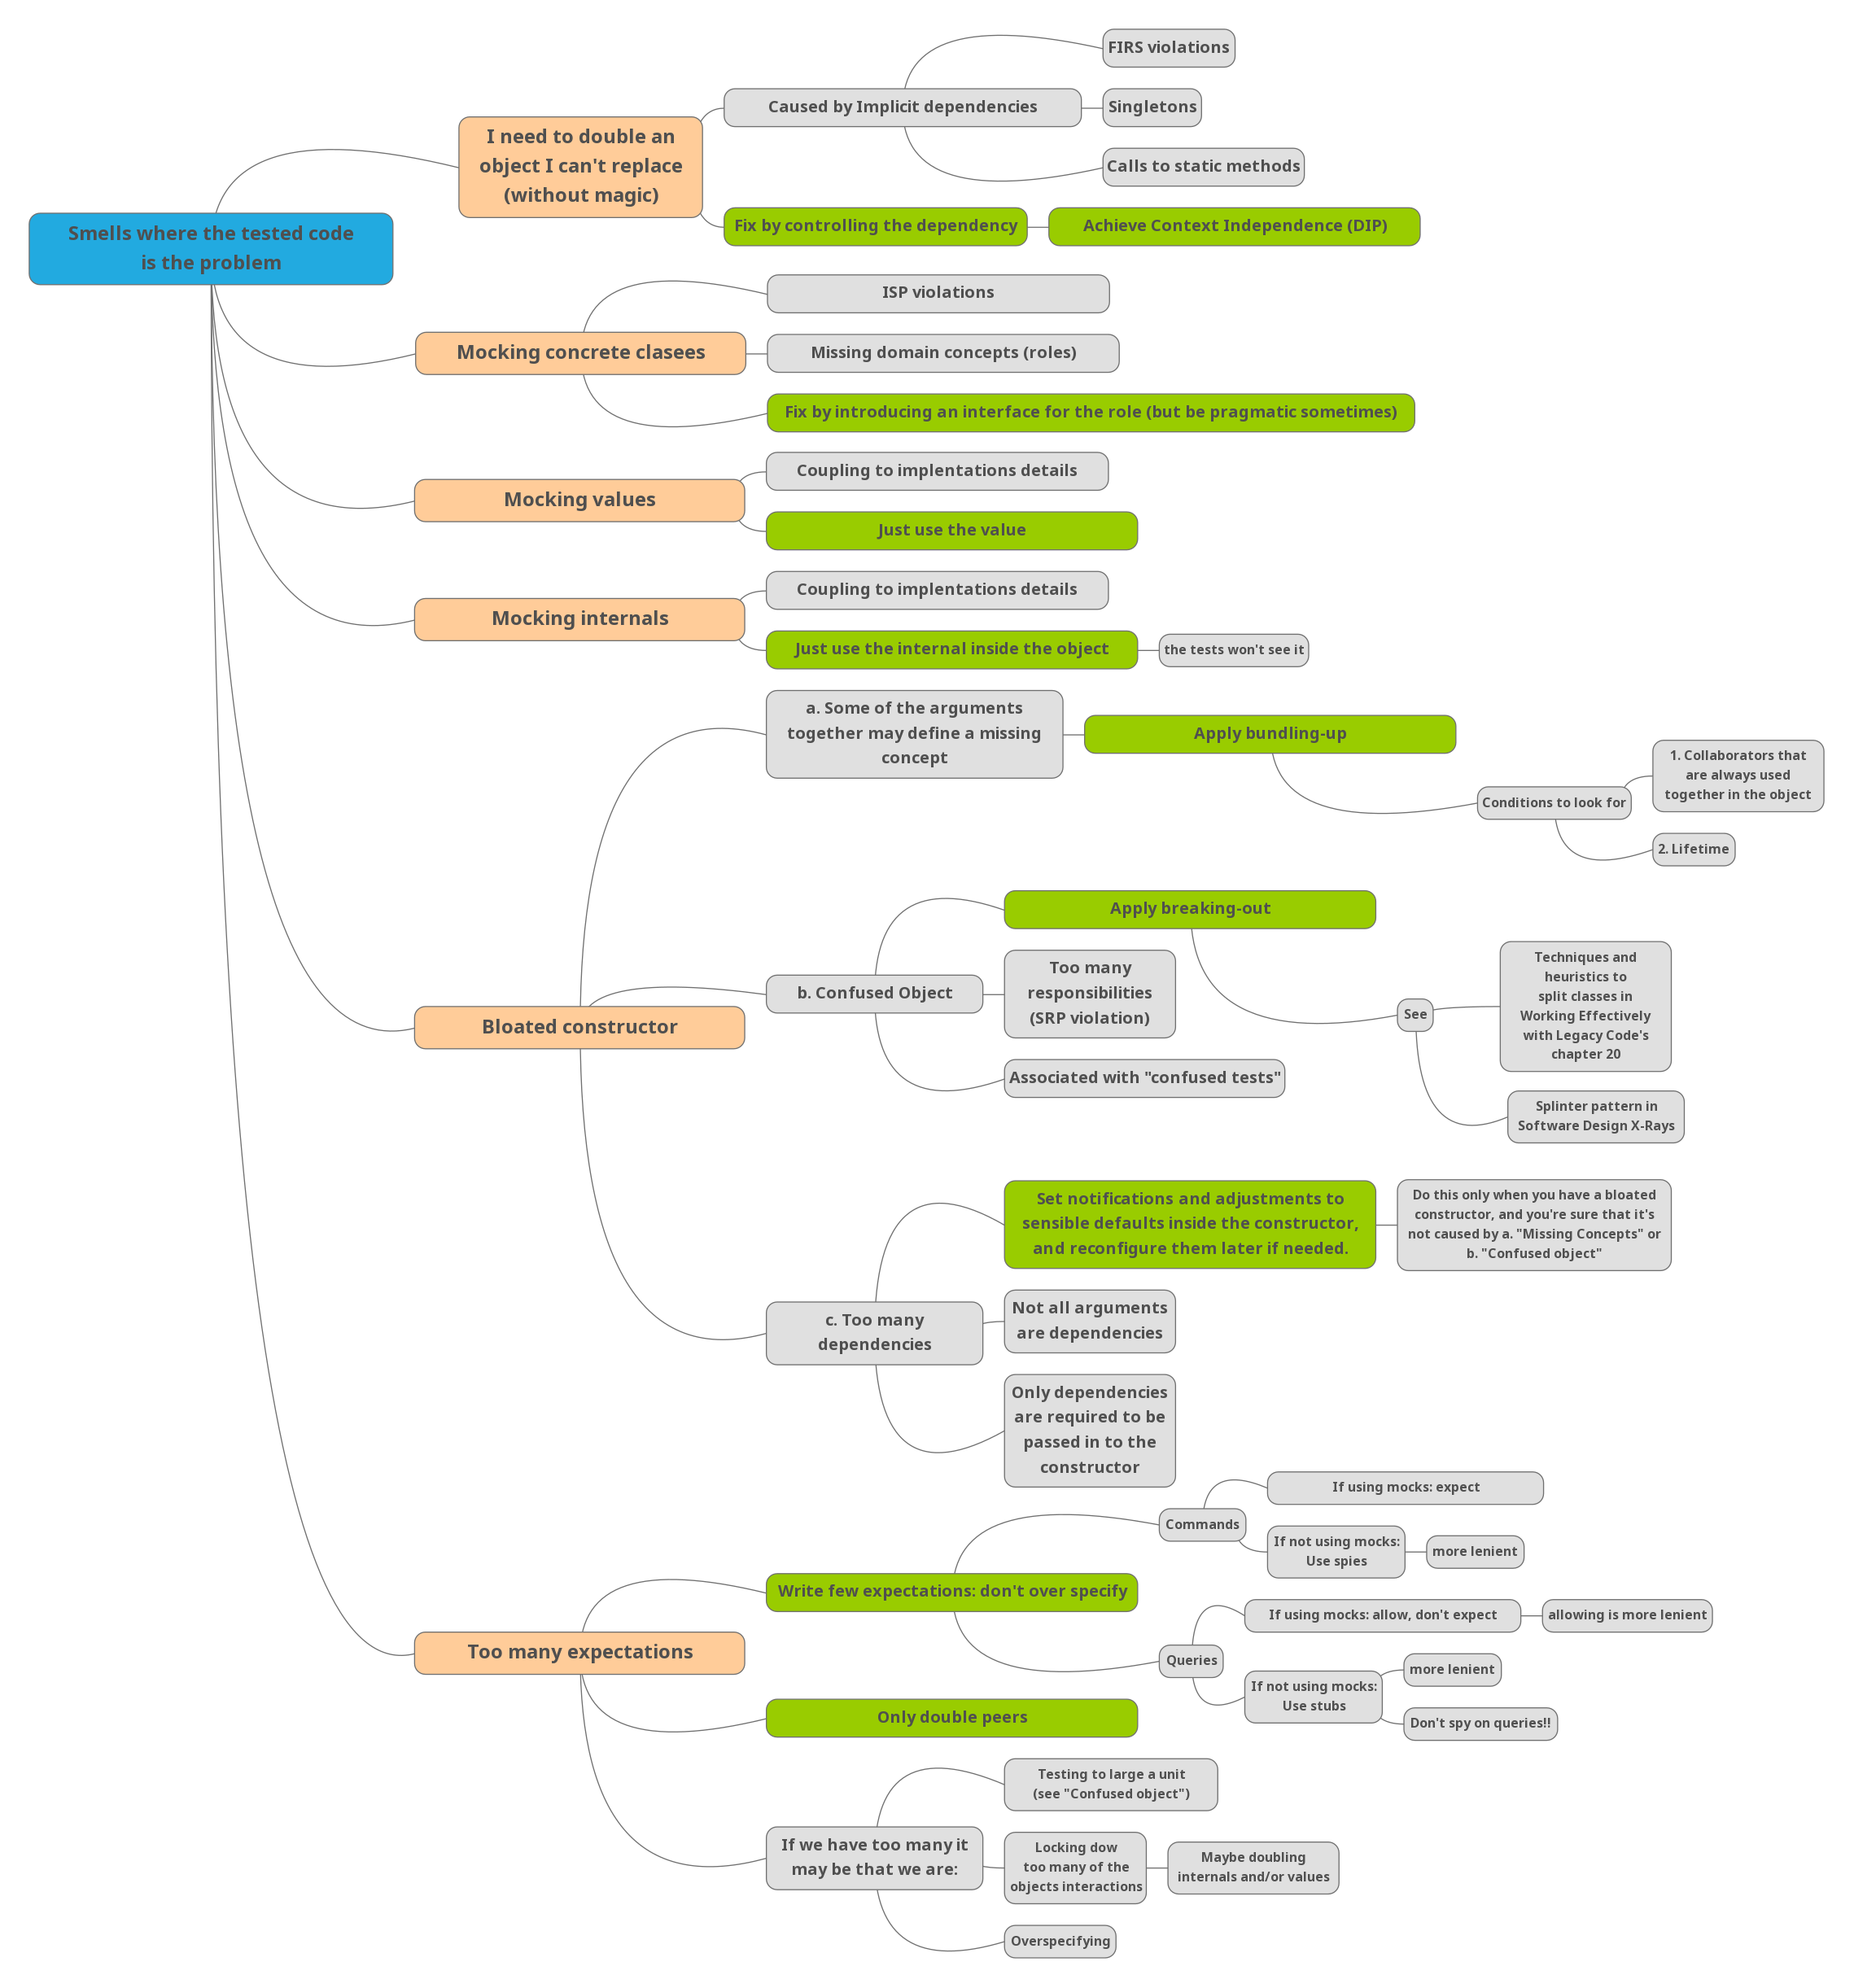 Smells where the tested code
is the problem
I need to double an
object I can't replace
(without magic)
Caused by Implicit dependencies
FIRS violations
Singletons
Calls to static methods
Fix by controlling the dependency
Achieve Context Independence (DIP)
Mocking concrete clasees
ISP violations
Missing domain concepts (roles)
Fix by introducing an interface for the role (but be pragmatic sometimes)
Mocking values
Coupling to implentations details
Just use the value
Mocking internals
Coupling to implentations details
Just use the internal inside the object
the tests won't see it
Bloated constructor
a. Some of the arguments
together may define a missing
concept
Apply bundling-up
Conditions to look for
1. Collaborators that
are always used
together in the object
2. Lifetime
b. Confused Object
Apply breaking-out
See
Techniques and
heuristics to
split classes in
Working Effectively
with Legacy Code's
chapter 20
Splinter pattern in
Software Design X-Rays
Too many
responsibilities
(SRP violation)
Associated with "confused tests"
c. Too many
dependencies
Set notifications and adjustments to
sensible defaults inside the constructor,
and reconfigure them later if needed.
Do this only when you have a bloated
constructor, and you're sure that it's
not caused by a. "Missing Concepts" or
b. "Confused object"
Not all arguments
are dependencies
Only dependencies
are required to be
passed in to the
constructor
Too many expectations
Write few expectations: don't over specify
Commands
If using mocks: expect
If not using mocks:
Use spies
more lenient
Queries
If using mocks: allow, don't expect
allowing is more lenient
If not using mocks:
Use stubs
more lenient
Don't spy on queries!!
Only double peers
If we have too many it
may be that we are:
Testing to large a unit
(see "Confused object")
Locking dow
too many of the
objects interactions
Maybe doubling
internals and/or values
Overspecifying